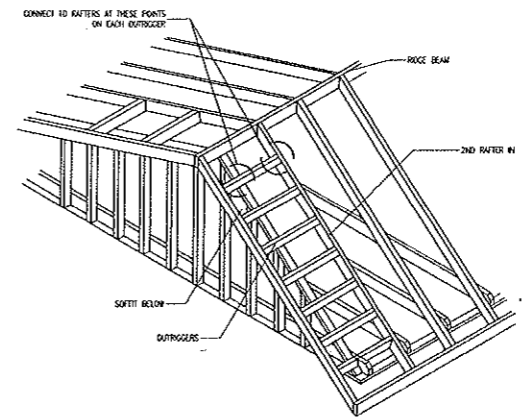 CONNECT TO RAFTERS AT THESE POINTS
ON EACH OUTRIGGER
RIDGE BEAM
2ND RAFTER IN
SOFFIT BELOW
OUTRIGGERS